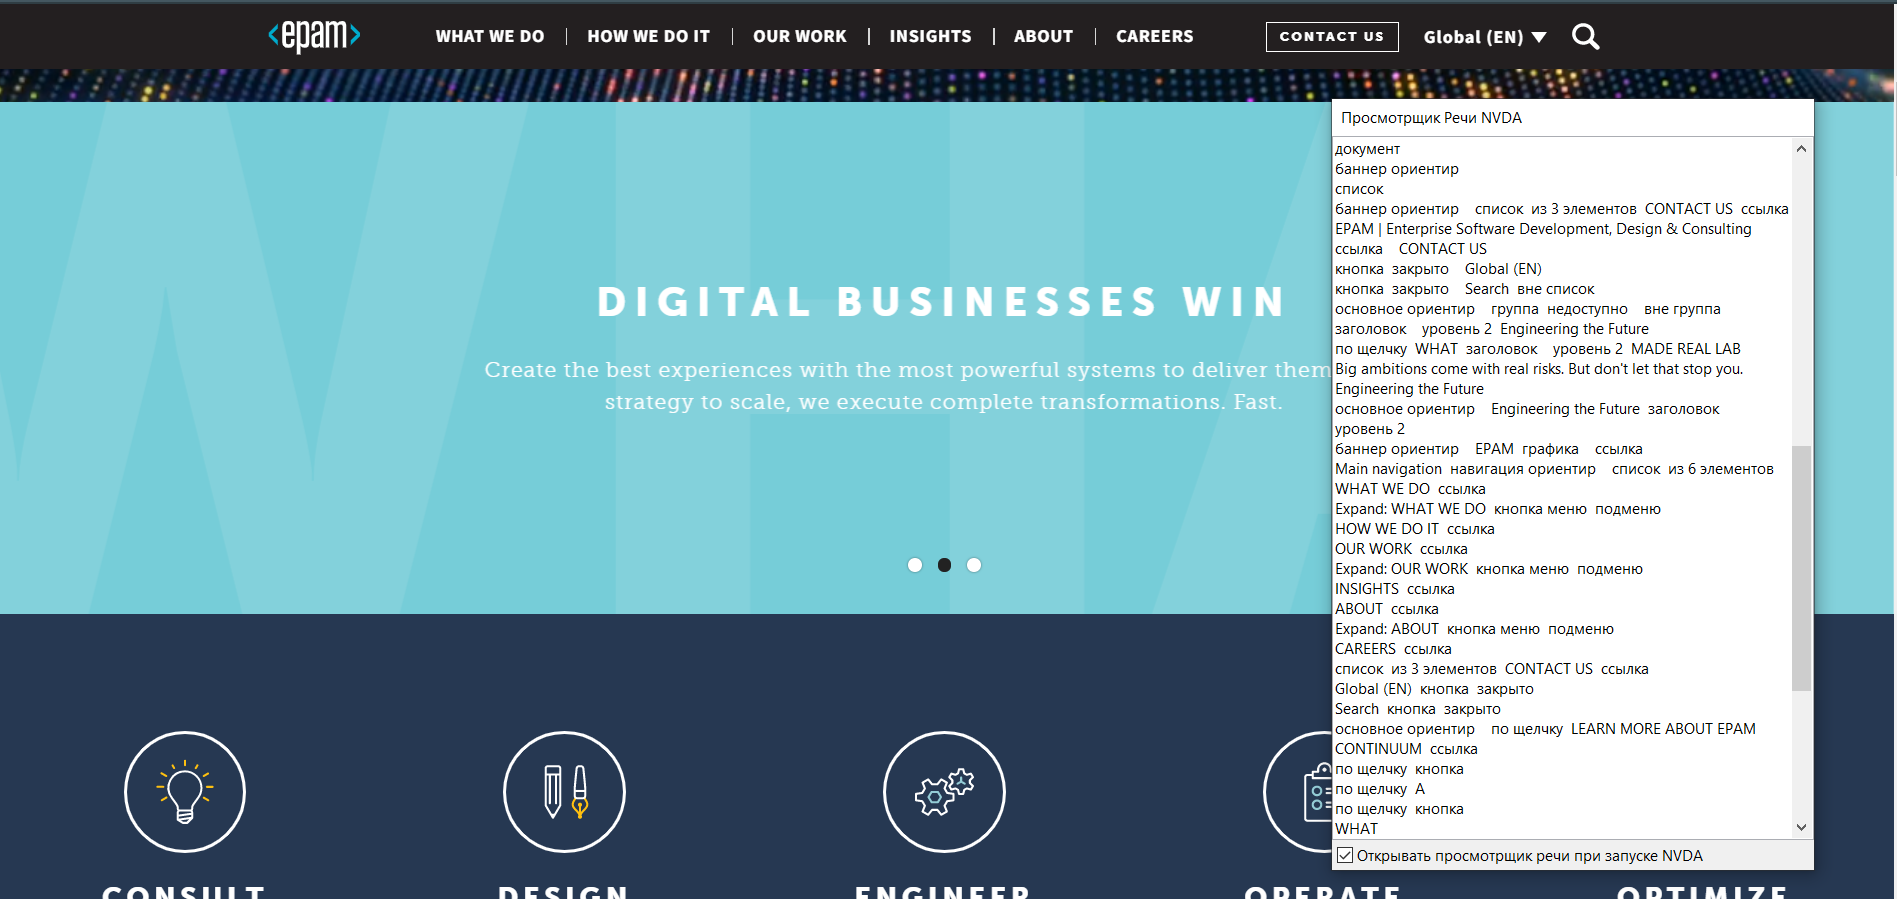 <epam>
WHAT WE DO | HOW WE DO IT | OUR WORK | INSIGHTS | ABOUT | CAREERS
CONTACT US
Global (EN)
DIGITAL BUSINESSES WIN
Create the best experiences with the most powerful systems to deliver them
strategy to scale, we execute complete transformations. Fast.
CONSULT
DESIGN
ENGINEER
OPERATE
OPTIMIZE
Просмотрщик Речи NVDA
документ
баннер ориентир
список
баннер ориентир список из 3 элементов CONTACT US ссылка
EPAM | Enterprise Software Development, Design & Consulting
ссылка CONTACT US
кнопка закрыто Global (EN)
кнопка закрыто Search вне список
основное ориентир группа недоступно вне группа
заголовок уровень 2 Engineering the Future
по щелчку WHAT заголовок уровень 2 MADE REAL LAB
Big ambitions come with real risks. But don't let that stop you.
Engineering the Future
основное ориентир Engineering the Future заголовок
уровень 2
баннер ориентир EPAM графика ссылка
Main navigation навигация ориентир список из 6 элементов
WHAT WE DO ссылка
Expand: WHAT WE DO кнопка меню подменю
HOW WE DO IT ссылка
OUR WORK ссылка
Expand: OUR WORK кнопка меню подменю
INSIGHTS ссылка
ABOUT ссылка
Expand: ABOUT кнопка меню подменю
CAREERS ссылка
список из 3 элементов CONTACT US ссылка
Global (EN) кнопка закрыто
Search кнопка закрыто
основное ориентир по щелчку LEARN MORE ABOUT EPAM
CONTINUUM ссылка
по щелчку кнопка
по щелчку A
по щелчку кнопка
WHAT
Открывать просмотрщик речи при запуске NVDA